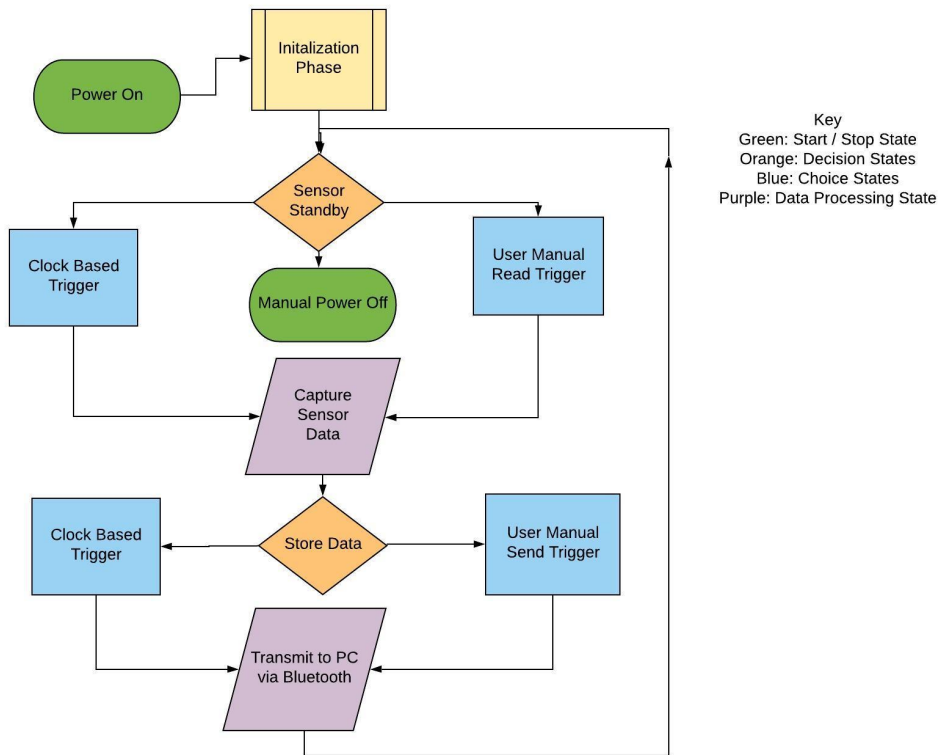 Initalization
Phase
Power On
Key
Green: Start / Stop State
Orange: Decision States
Blue: Choice States
Purple: Data Processing State
Sensor
Standby
Clock Based
Trigger
User Manual
Read Trigger
Manual Power Off
Capture
Sensor
Data
Clock Based
Trigger
Store Data
User Manual
Send Trigger
Transmit to PC
via Bluetooth